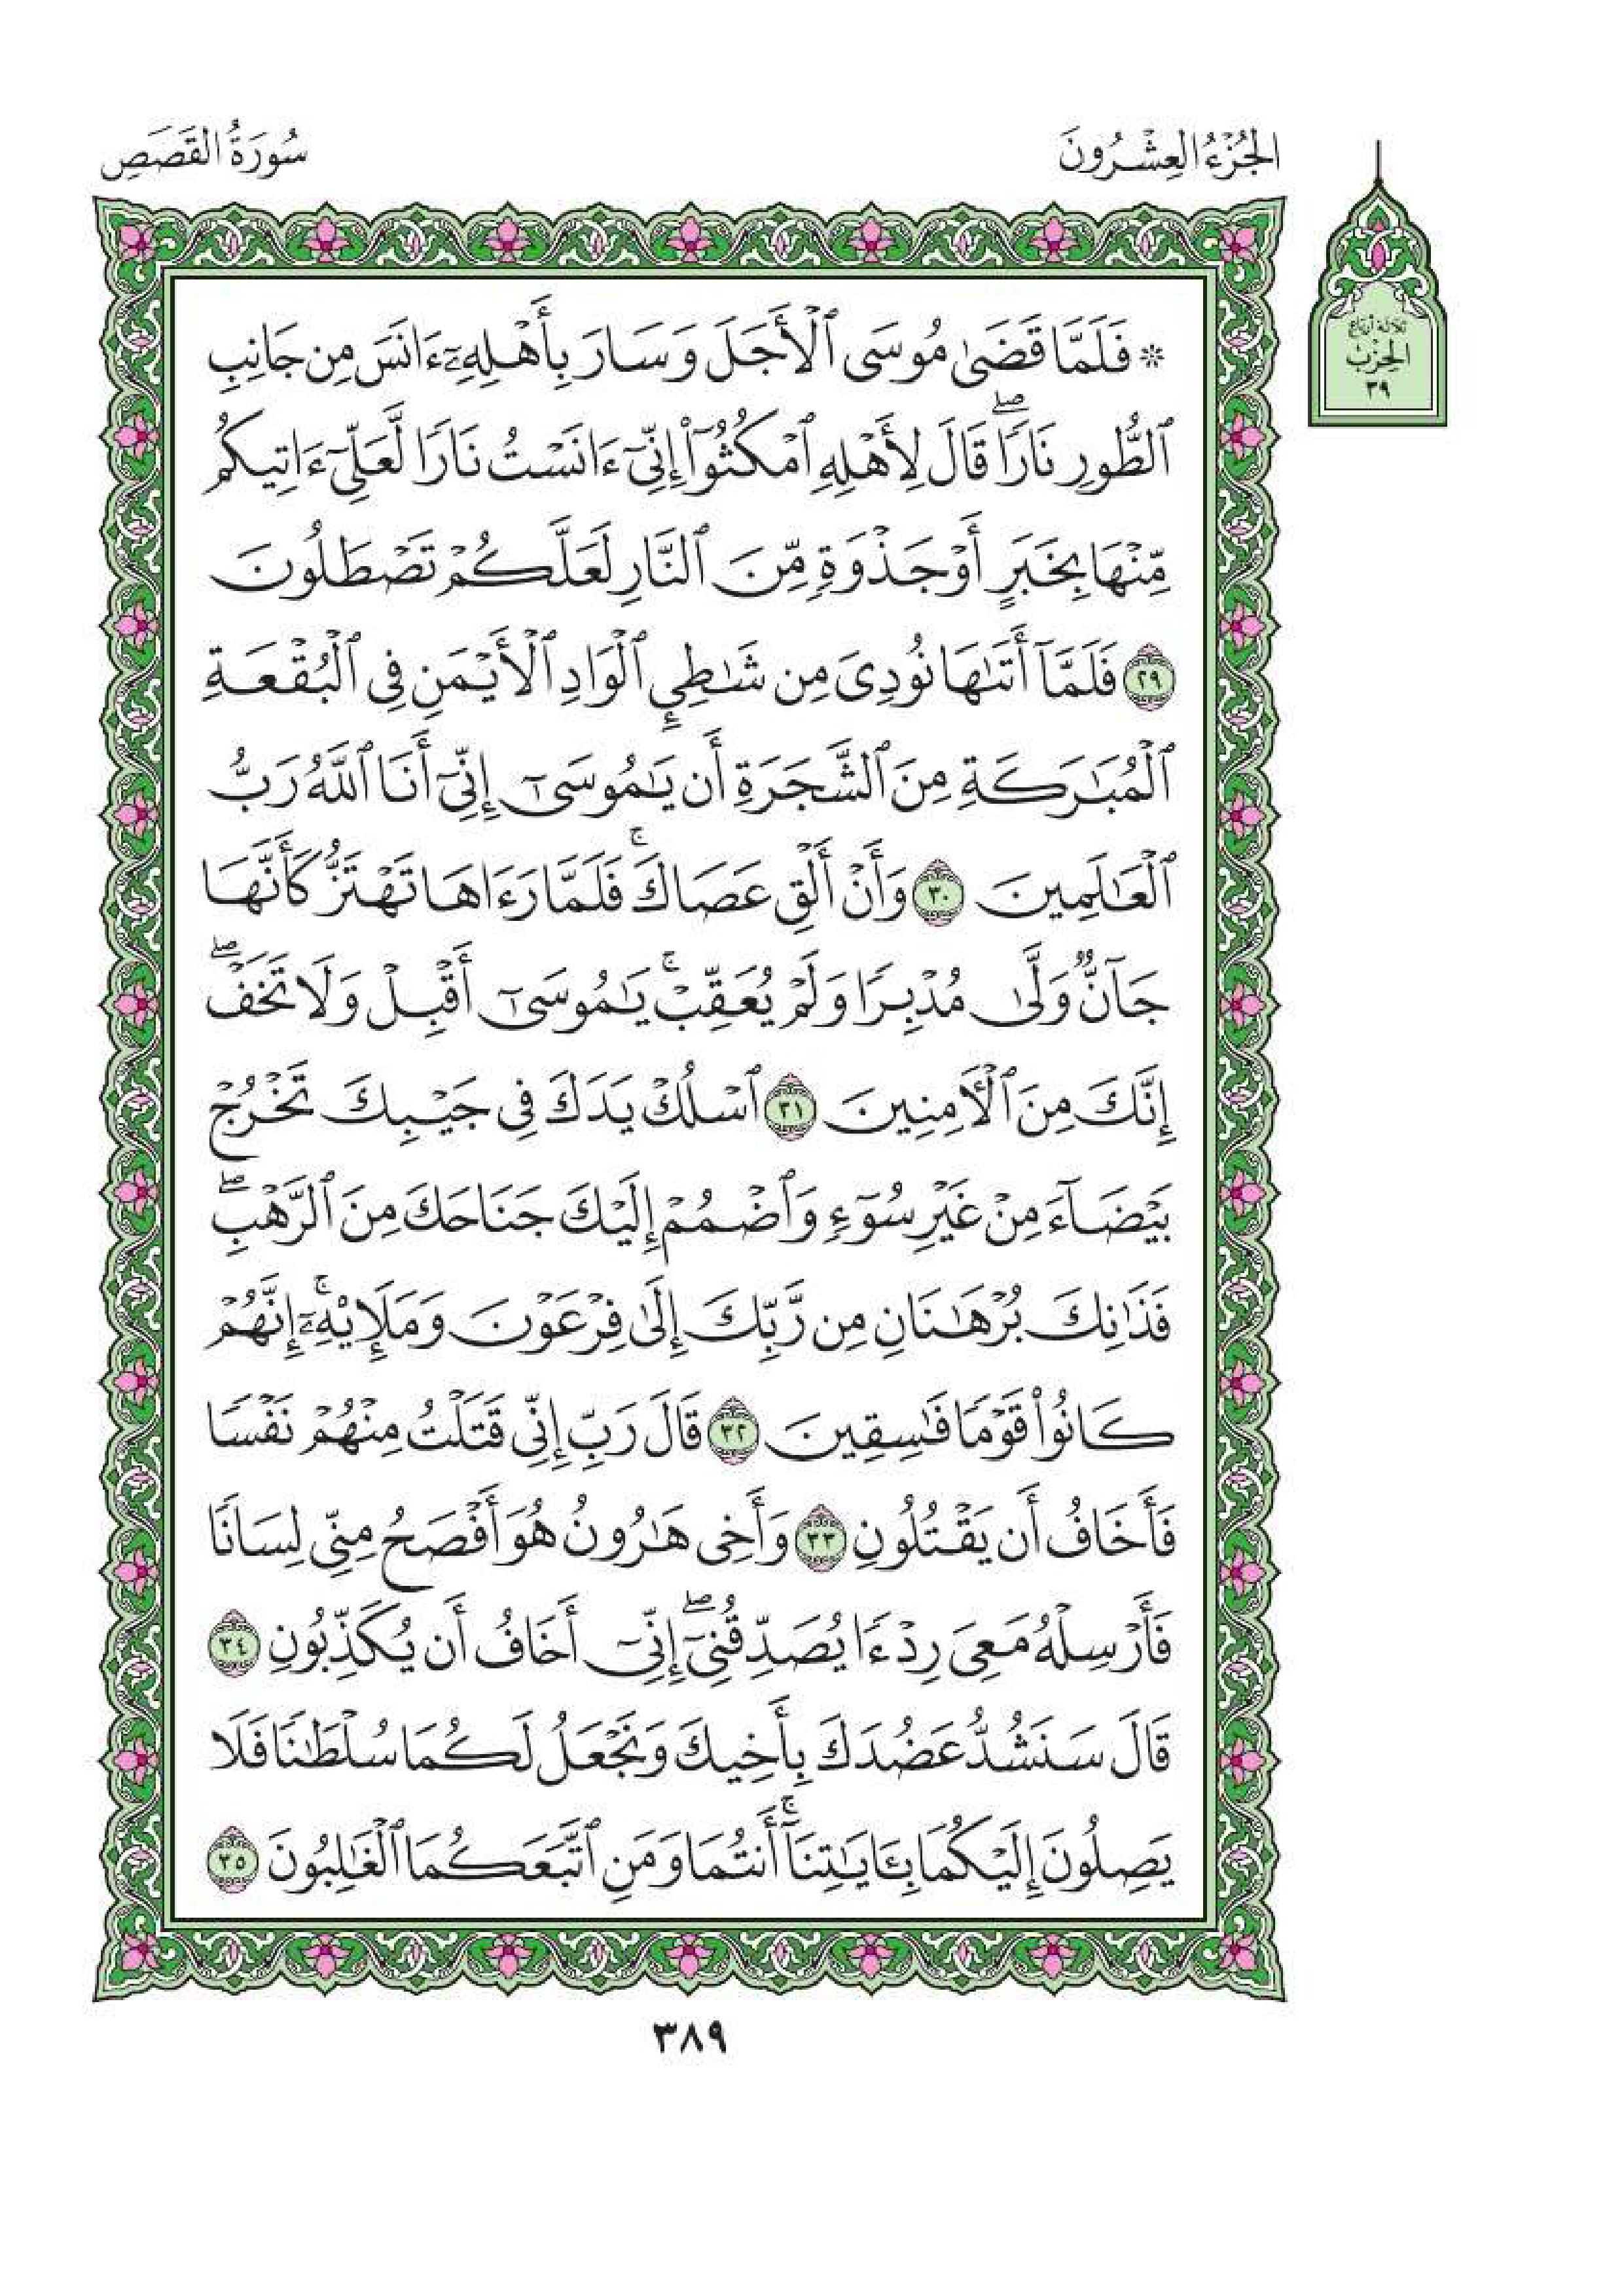 الجُزْءُ العِشْرُونَ
سُورَةُ القَصَصِ
ثلاثة أرباع
الحِزْب
٣٩
۞ فَلَمَّا قَضَىٰ مُوسَى ٱلْأَجَلَ وَسَارَ بِأَهْلِهِۦٓ ءَانَسَ مِن جَانِبِ
ٱلطُّورِ نَارًاۖ قَالَ لِأَهْلِهِ ٱمْكُثُوٓا۟ إِنِّىٓ ءَانَسْتُ نَارًا لَّعَلِّىٓ ءَاتِيكُم
مِّنْهَا بِخَبَرٍ أَوْ جَذْوَةٍ مِّنَ ٱلنَّارِ لَعَلَّكُمْ تَصْطَلُونَ
٢٩ فَلَمَّآ أَتَىٰهَا نُودِىَ مِن شَـٰطِئِ ٱلْوَادِ ٱلْأَيْمَنِ فِى ٱلْبُقْعَةِ
ٱلْمُبَـٰرَكَةِ مِنَ ٱلشَّجَرَةِ أَن يَـٰمُوسَىٰٓ إِنِّىٓ أَنَا ٱللَّهُ رَبُّ
ٱلْعَـٰلَمِينَ ٣٠ وَأَنْ أَلْقِ عَصَاكَۚ فَلَمَّا رَءَاهَا تَهْتَزُّ كَأَنَّهَا
جَآنٌّ وَلَّىٰ مُدْبِرًا وَلَمْ يُعَقِّبْۚ يَـٰمُوسَىٰٓ أَقْبِلْ وَلَا تَخَفْۖ
إِنَّكَ مِنَ ٱلْـَٔامِنِينَ ٣١ ٱسْلُكْ يَدَكَ فِى جَيْبِكَ تَخْرُجْ
بَيْضَآءَ مِنْ غَيْرِ سُوٓءٍ وَٱضْمُمْ إِلَيْكَ جَنَاحَكَ مِنَ ٱلرَّهْبِۖ
فَذَٰنِكَ بُرْهَـٰنَانِ مِن رَّبِّكَ إِلَىٰ فِرْعَوْنَ وَمَلَإِي۟هِۦٓۚ إِنَّهُمْ
كَانُوا۟ قَوْمًا فَـٰسِقِينَ ٣٢ قَالَ رَبِّ إِنِّى قَتَلْتُ مِنْهُمْ نَفْسًا
فَأَخَافُ أَن يَقْتُلُونِ ٣٣ وَأَخِى هَـٰرُونُ هُوَ أَفْصَحُ مِنِّى لِسَانًا
فَأَرْسِلْهُ مَعِىَ رِدْءًا يُصَدِّقُنِىٓۖ إِنِّىٓ أَخَافُ أَن يُكَذِّبُونِ ٣٤
قَالَ سَنَشُدُّ عَضُدَكَ بِأَخِيكَ وَنَجْعَلُ لَكُمَا سُلْطَـٰنًا فَلَا
يَصِلُونَ إِلَيْكُمَا بِـَٔايَـٰتِنَآۚ أَنتُمَا وَمَنِ ٱتَّبَعَكُمَا ٱلْغَـٰلِبُونَ ٣٥
٣٨٩